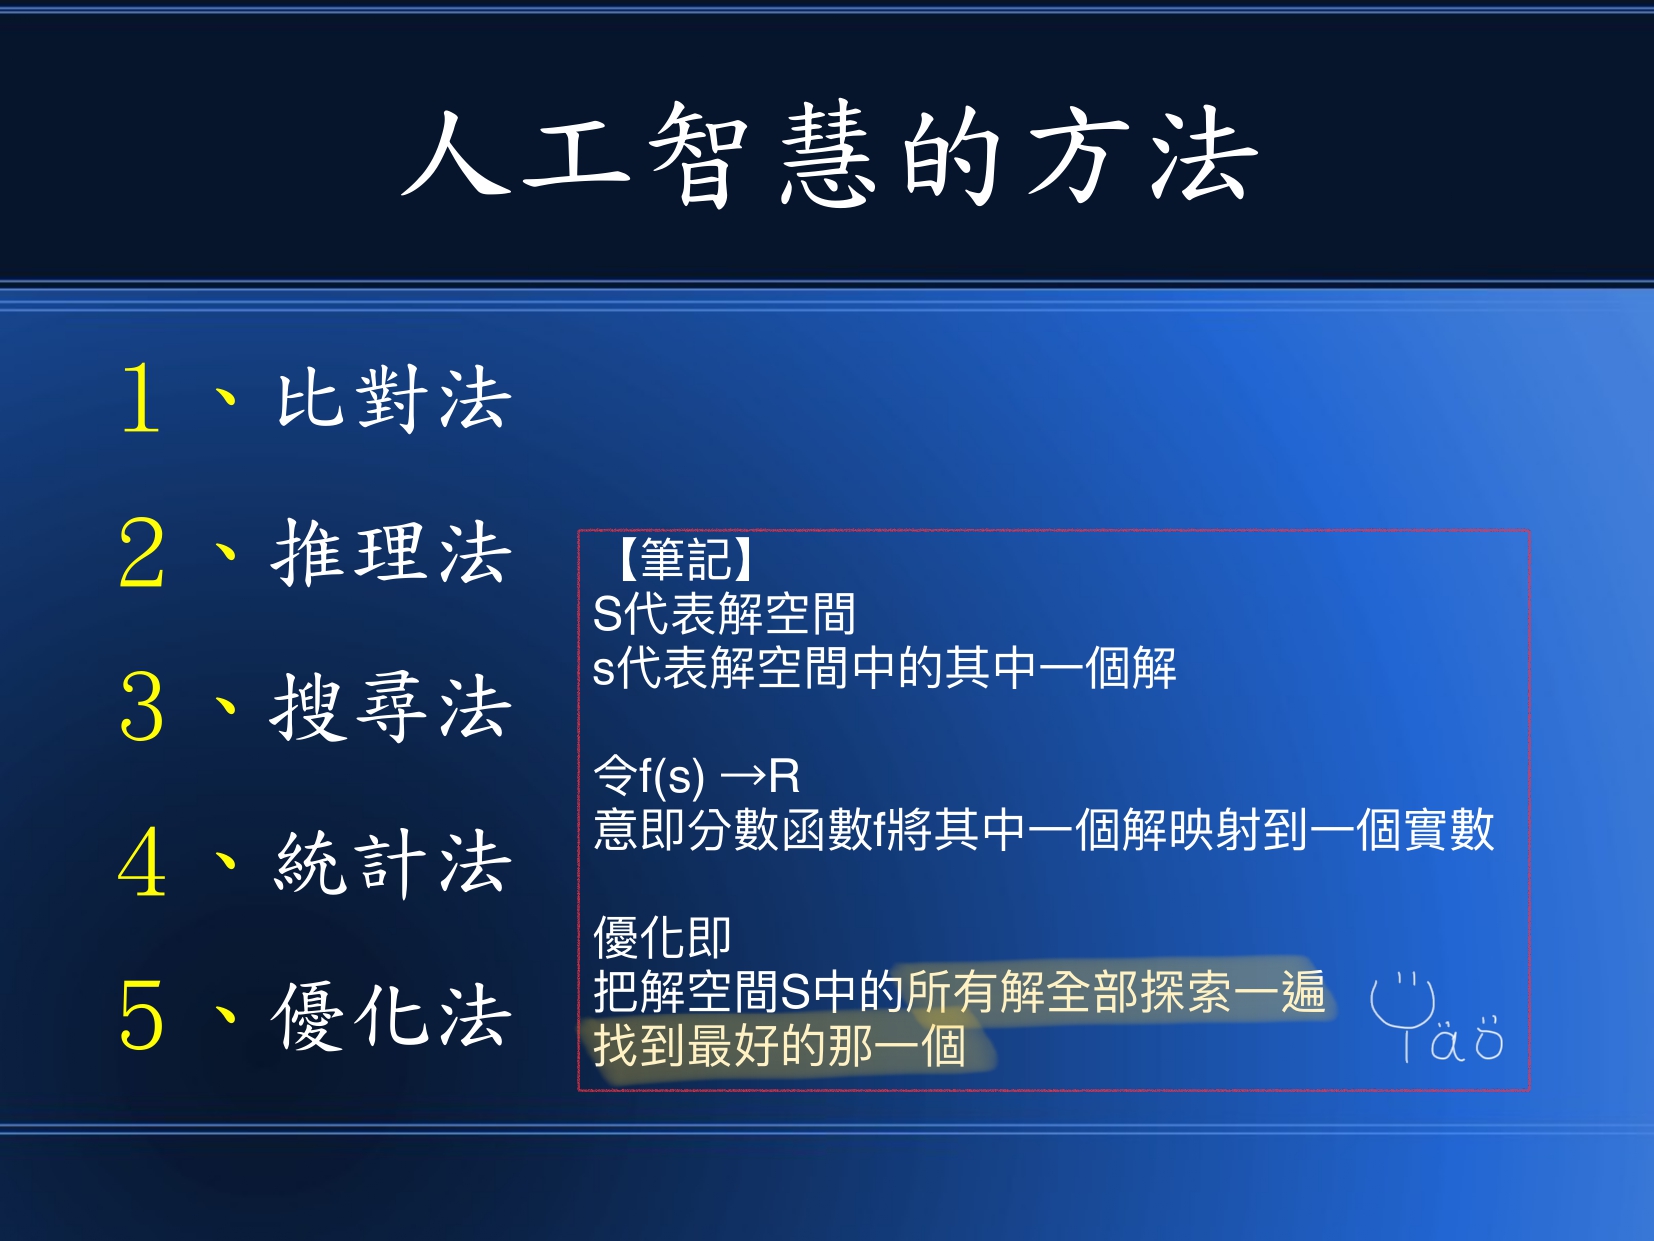 人工智慧的方法
1、比對法
2、推理法
3、搜尋法
4、統計法
5、優化法
【筆記】
S代表解空間
s代表解空間中的其中一個解
令f(s) →R
意即分數函數f將其中一個解映射到一個實數
優化即
把解空間S中的所有解全部探索一遍
找到最好的那一個
Yäö